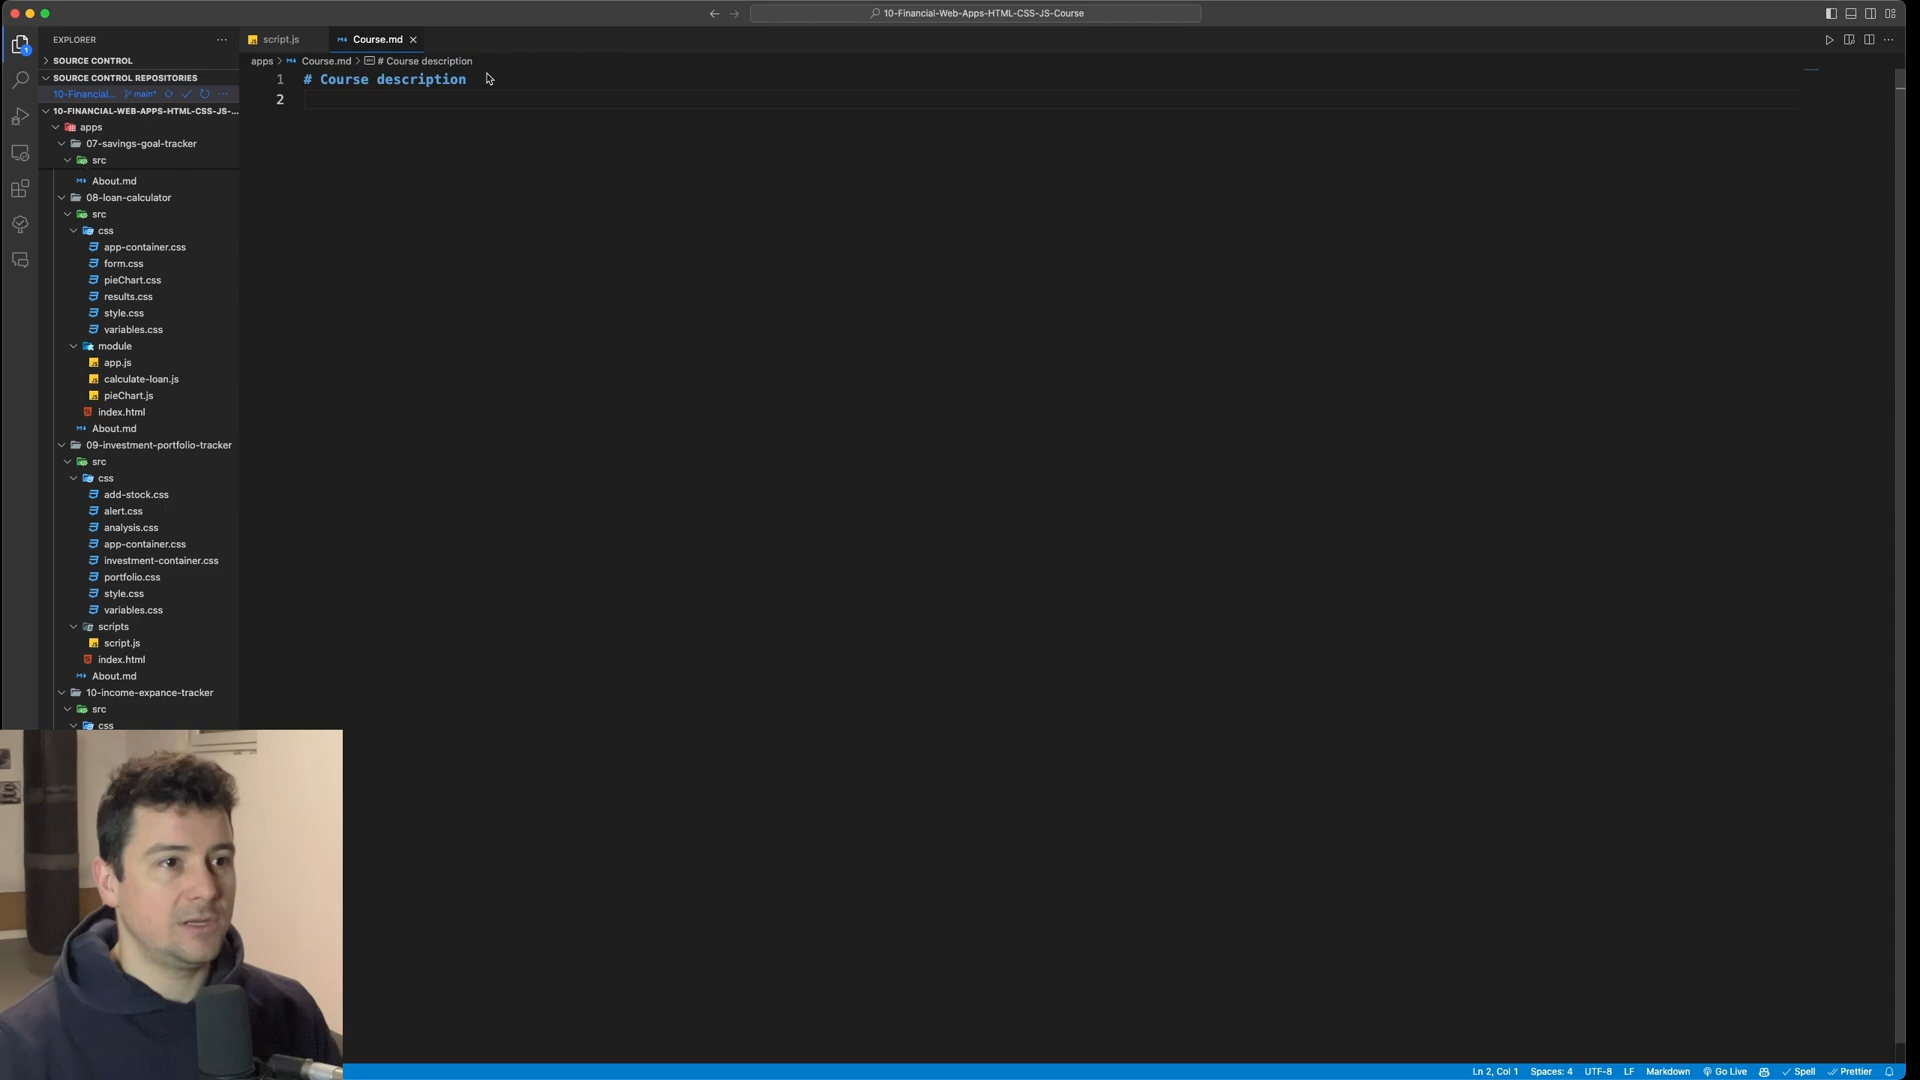 10-Financial-Web-Apps-HTML-CSS-JS-Course
EXPLORER
script.js
Course.md
SOURCE CONTROL
apps > Course.md > # Course description
SOURCE CONTROL REPOSITORIES
1 # Course description
10-Financial... main*
2
10-FINANCIAL-WEB-APPS-HTML-CSS-JS-...
apps
07-savings-goal-tracker
src
About.md
08-loan-calculator
src
css
app-container.css
form.css
pieChart.css
results.css
style.css
variables.css
module
app.js
calculate-loan.js
pieChart.js
index.html
About.md
09-investment-portfolio-tracker
src
css
add-stock.css
alert.css
analysis.css
app-container.css
investment-container.css
portfolio.css
style.css
variables.css
scripts
script.js
index.html
About.md
10-income-expance-tracker
src
css
Ln 2, Col 1 Spaces: 4 UTF-8 LF Markdown Go Live Spell Prettier